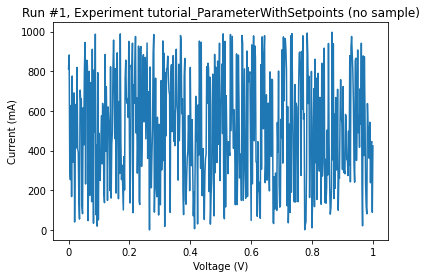 Run #1, Experiment tutorial_ParameterWithSetpoints (no sample)
Current (mA)
1000
800
600
400
200
0
0 0.2 0.4 0.6 0.8 1
Voltage (V)